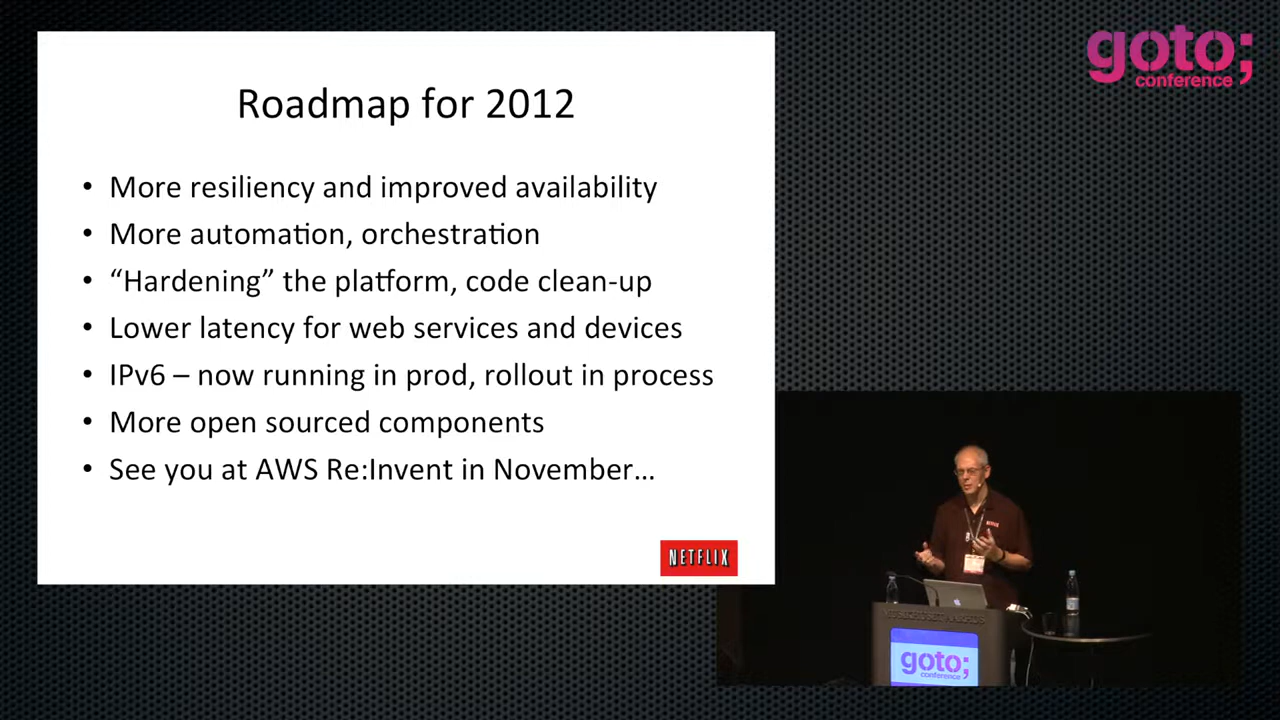 goto;
conference
Roadmap for 2012
• More resiliency and improved availability
• More automation, orchestration
• “Hardening” the platform, code clean-up
• Lower latency for web services and devices
• IPv6 – now running in prod, rollout in process
• More open sourced components
• See you at AWS Re:Invent in November…
NETFLIX
NETFLIX
goto;
conference